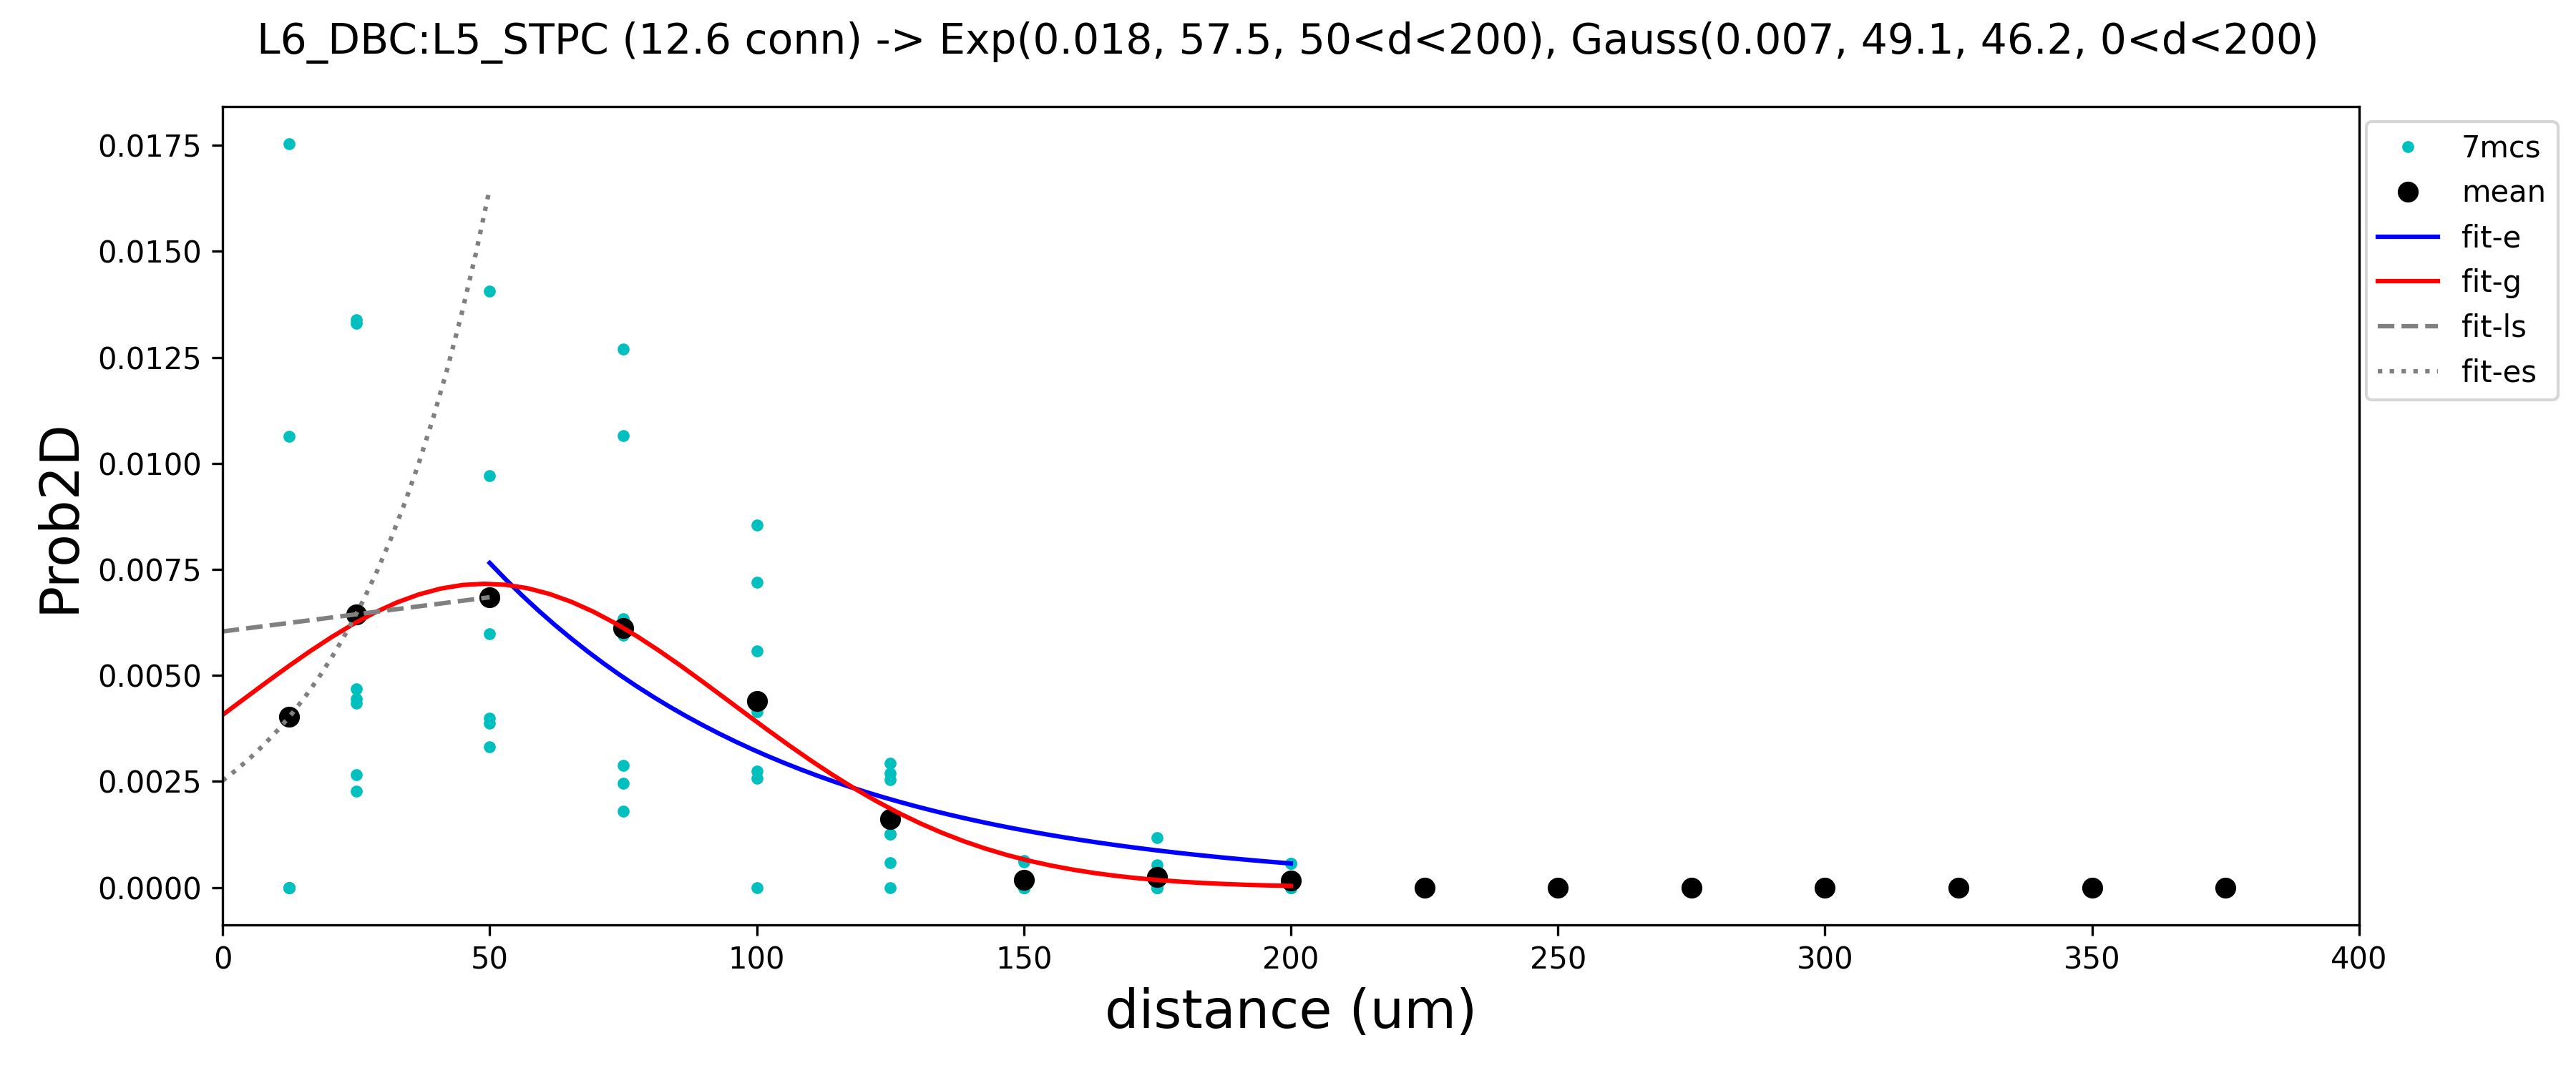 L6_DBC:L5_STPC (12.6 conn) -> Exp(0.018, 57.5, 50<d<200), Gauss(0.007, 49.1, 46.2, 0<d<200)
0.0175
0.0150
0.0125
0.0100
0.0075
0.0050
0.0025
0.0000
Prob2D
0 50 100 150 200 250 300 350 400
distance (um)
7mcs
mean
fit-e
fit-g
fit-ls
fit-es